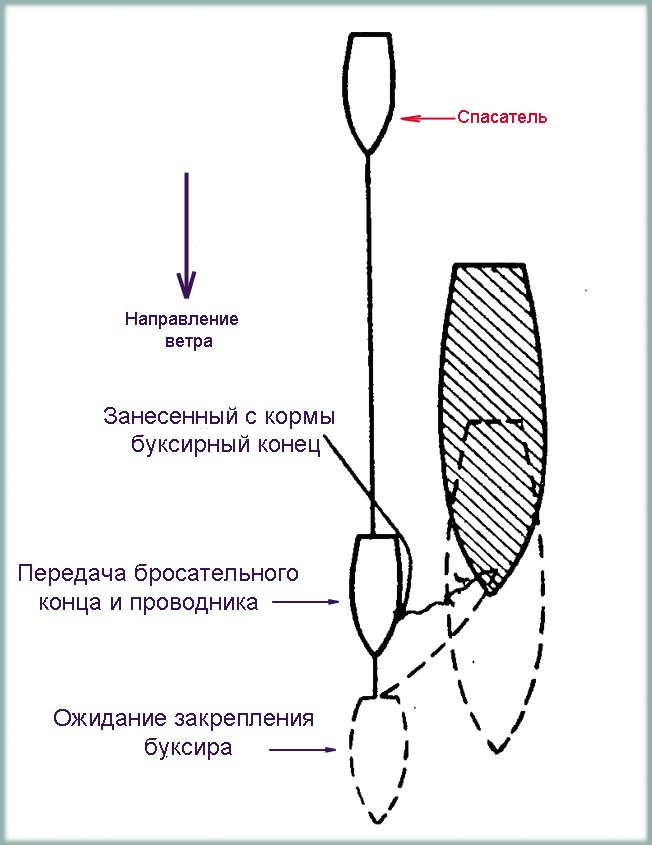 Спасатель
Направление
ветра
Занесенный с кормы
буксирный конец
Передача бросательного
конца и проводника
Ожидание закрепления
буксира